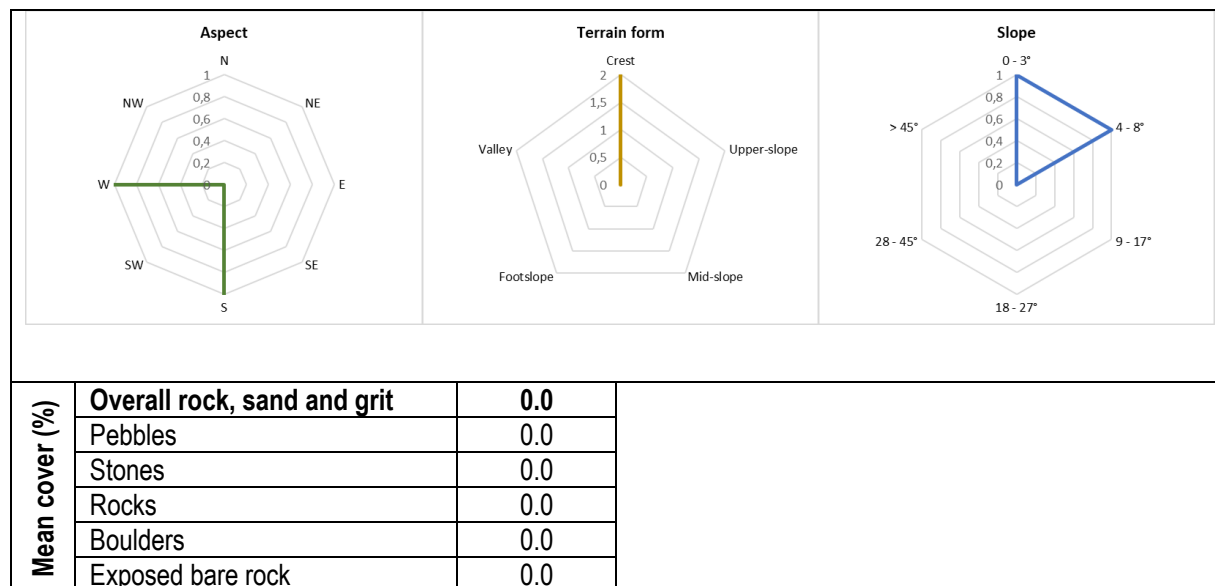 Aspect
N
NE
E
SE
S
SW
W
NW
1
0,8
0,6
0,4
0,2
0
Terrain form
Crest
Upper-slope
Mid-slope
Footslope
Valley
2
1,5
1
0,5
0
Slope
0 - 3°
4 - 8°
9 - 17°
18 - 27°
28 - 45°
> 45°
1
0,8
0,6
0,4
0,2
0
Mean cover (%)
Overall rock, sand and grit 0.0
Pebbles 0.0
Stones 0.0
Rocks 0.0
Boulders 0.0
Exposed bare rock 0.0